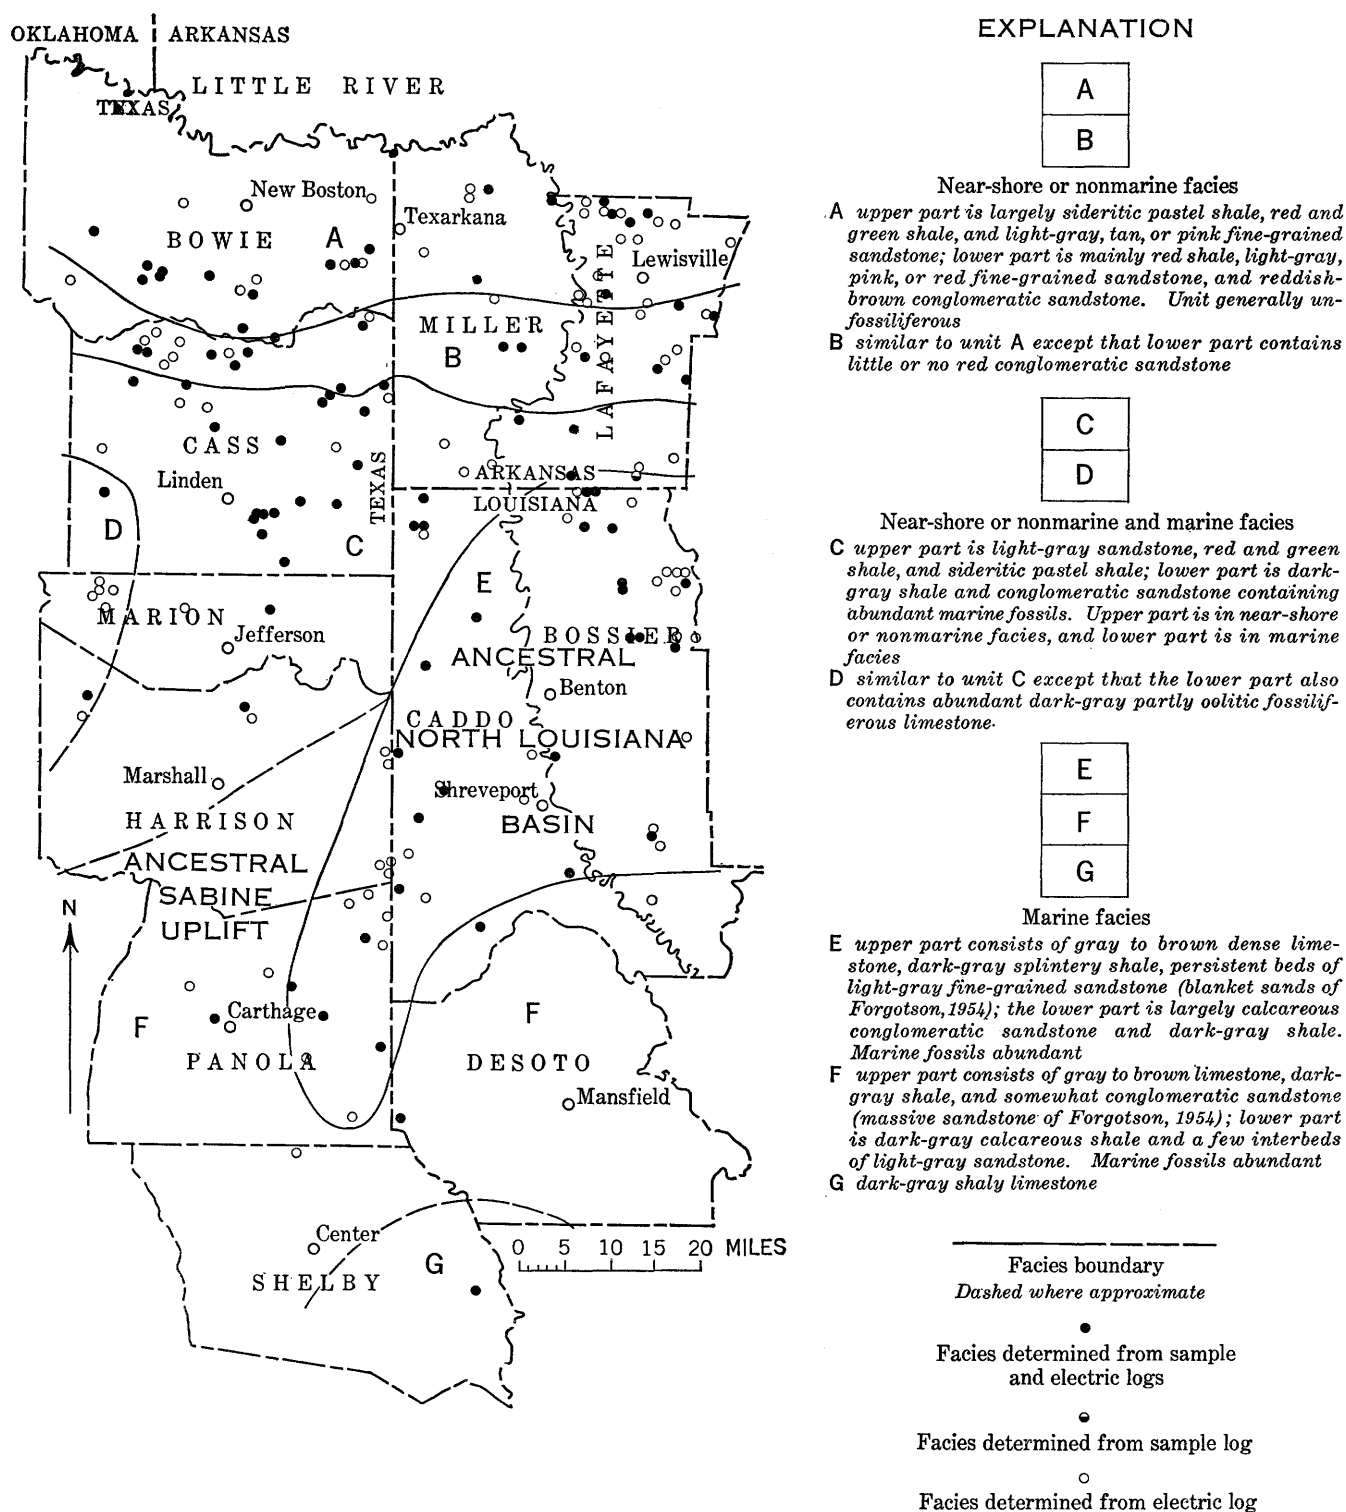 OKLAHOMA ARKANSAS
LITTLE RIVER
TEXAS
New Boston
Texarkana
BOWIE
A
Lewisville
LAFAYETTE
MILLER
B
CASS
Linden
TEXAS
ARKANSAS
LOUISIANA
D
C
E
MARION
Jefferson
BOSSIER
ANCESTRAL
Benton
CADDO
NORTH LOUISIANA
Marshall
Shreveport
HARRISON
BASIN
ANCESTRAL
SABINE
UPLIFT
N
Carthage
F
F
PANOLA
DESOTO
Mansfield
Center
SHELBY
G
0 5 10 15 20 MILES
EXPLANATION
A
B
Near-shore or nonmarine facies
A upper part is largely sideritic pastel shale, red and
green shale, and light-gray, tan, or pink fine-grained
sandstone; lower part is mainly red shale, light-gray,
pink, or red fine-grained sandstone, and reddish-
brown conglomeratic sandstone. Unit generally un-
fossiliferous
B similar to unit A except that lower part contains
little or no red conglomeratic sandstone
C
D
Near-shore or nonmarine and marine facies
C upper part is light-gray sandstone, red and green
shale, and sideritic pastel shale; lower part is dark-
gray shale and conglomeratic sandstone containing
abundant marine fossils. Upper part is in near-shore
or nonmarine facies, and lower part is in marine
facies
D similar to unit C except that the lower part also
contains abundant dark-gray partly oolitic fossilif-
erous limestone.
E
F
G
Marine facies
E upper part consists of gray to brown dense lime-
stone, dark-gray splintery shale, persistent beds of
light-gray fine-grained sandstone (blanket sands of
Forgotson, 1954); the lower part is largely calcareous
conglomeratic sandstone and dark-gray shale.
Marine fossils abundant
F upper part consists of gray to brown limestone, dark-
gray shale, and somewhat conglomeratic sandstone
(massive sandstone of Forgotson, 1954); lower part
is dark-gray calcareous shale and a few interbeds
of light-gray sandstone. Marine fossils abundant
G dark-gray shaly limestone
Facies boundary
Dashed where approximate
Facies determined from sample
and electric logs
Facies determined from sample log
Facies determined from electric log